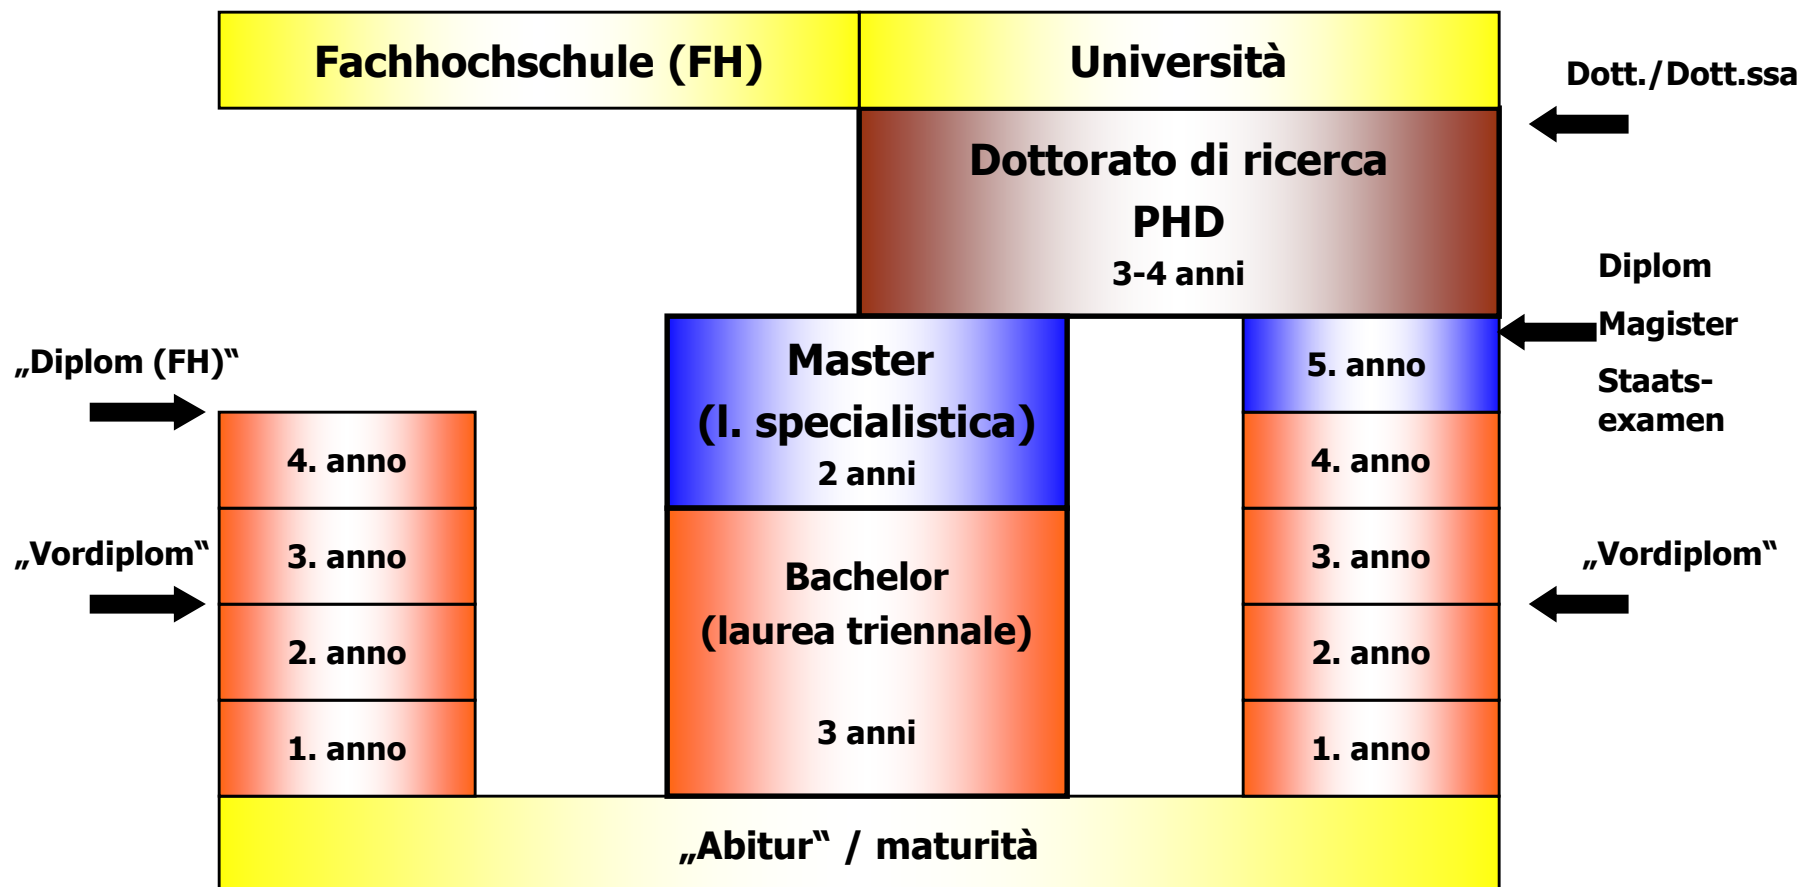 Fachhochschule (FH)
Università
Dott./Dott.ssa
Dottorato di ricerca
PHD
3-4 anni
Diplom
Magister
Staats-
examen
„Diplom (FH)‟
Master
(l. specialistica)
2 anni
5. anno
4. anno
4. anno
„Vordiplom‟
3. anno
Bachelor
(laurea triennale)
3 anni
3. anno
„Vordiplom‟
2. anno
2. anno
1. anno
1. anno
„Abitur‟ / maturità